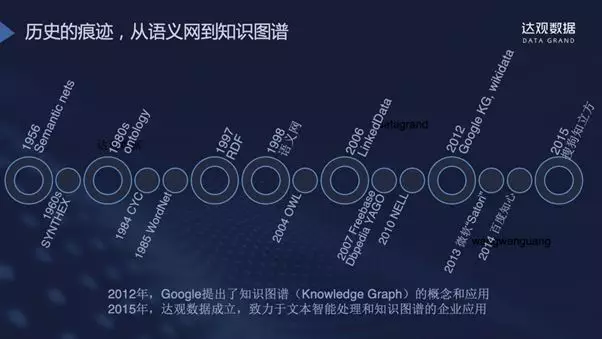 历史的痕迹，从语义网到知识图谱
达观数据
DATA GRAND
1956
Semantic nets
1960s
SYNTHEX
1980s
ontology
1984 CYC
1985 WordNet
1997
RDF
1998
语义网
2004 OWL
2006
LinkedData
datagrand
2007 Freebase
Dbpedia YAGO
2010 NELL
2012
Google KG, wikidata
2013 微软“Satori”
2014 百度知心
wangwenguang
2015
搜狗知立方
2012年，Google提出了知识图谱（Knowledge Graph）的概念和应用
2015年，达观数据成立，致力于文本智能处理和知识图谱的企业应用